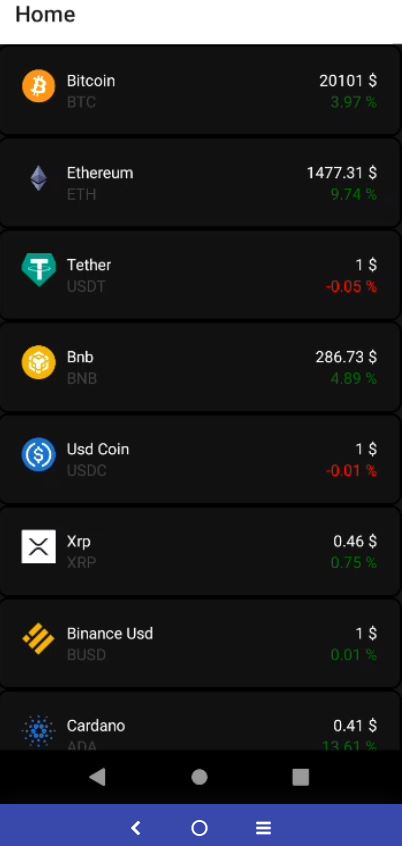 Home
Bitcoin 20101 $
BTC 3.97 %
Ethereum 1477.31 $
ETH 9.74 %
Tether 1 $
USDT -0.05 %
Bnb 286.73 $
BNB 4.89 %
Usd Coin 1 $
USDC -0.01 %
Xrp 0.46 $
XRP 0.75 %
Binance Usd 1 $
BUSD 0.01 %
Cardano 0.41 $
ADA 13.61 %